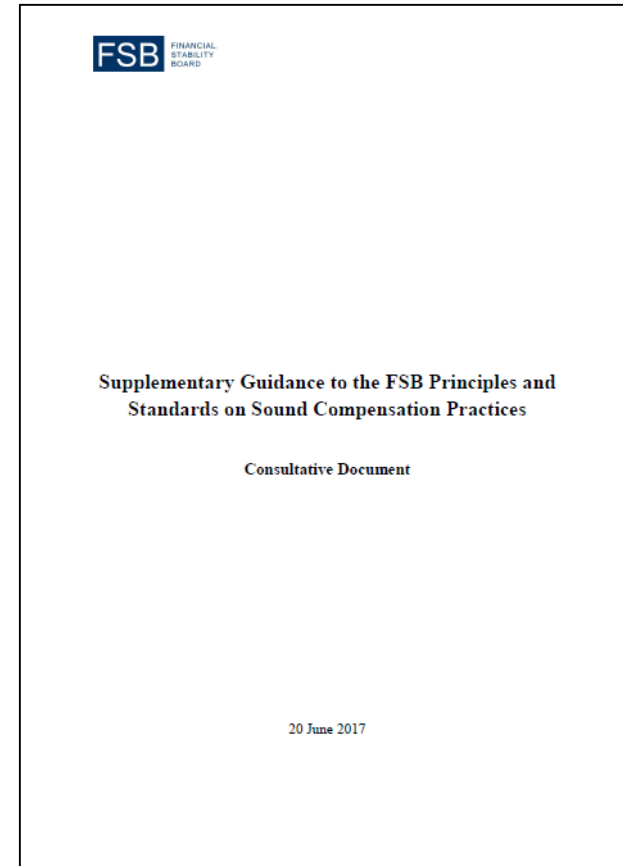 FSB FINANCIAL
STABILITY
BOARD
Supplementary Guidance to the FSB Principles and
Standards on Sound Compensation Practices
Consultative Document
20 June 2017